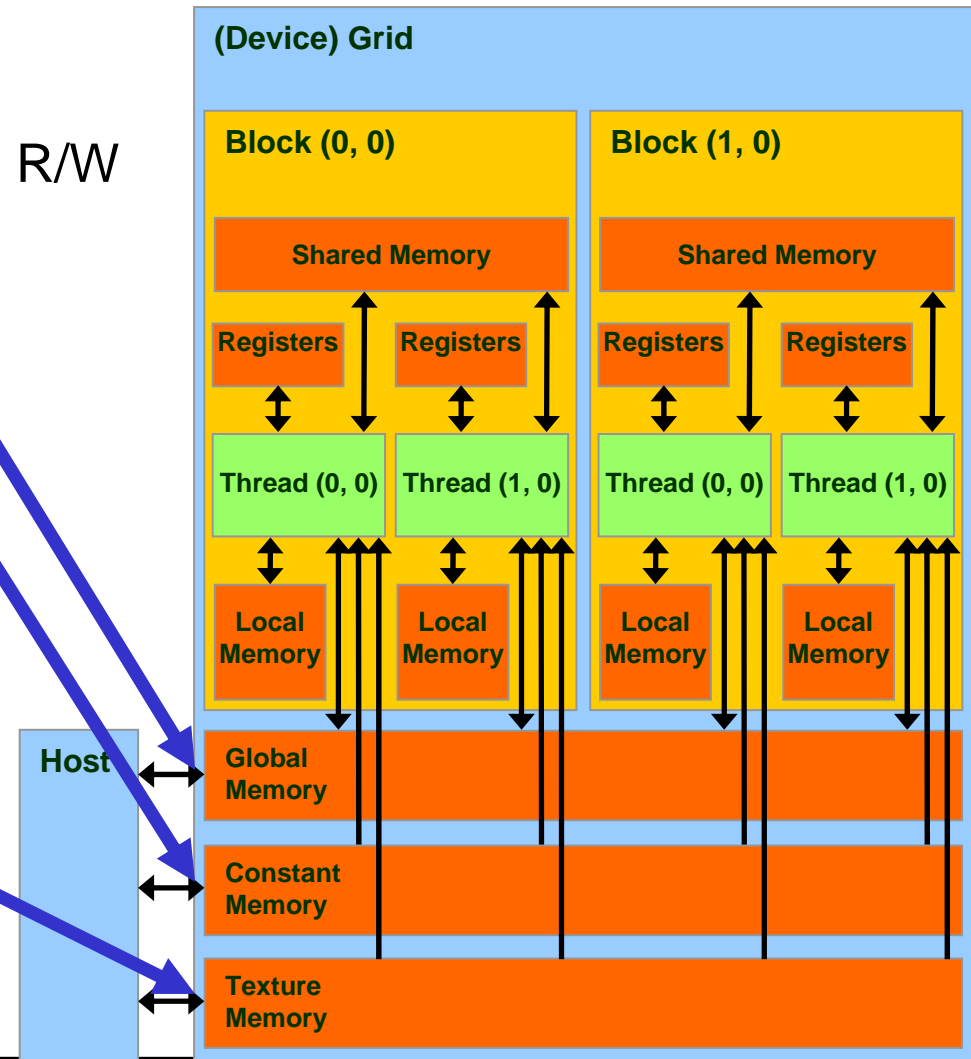 (Device) Grid
R/W
Block (0, 0)
Block (1, 0)
Shared Memory
Shared Memory
Registers
Registers
Registers
Registers
Thread (0, 0)
Thread (1, 0)
Thread (0, 0)
Thread (1, 0)
Local
Memory
Local
Memory
Local
Memory
Local
Memory
Host
Global
Memory
Constant
Memory
Texture
Memory